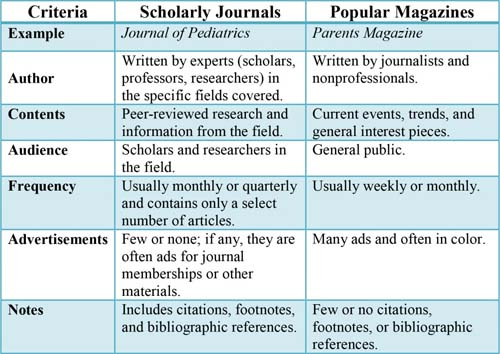 Criteria Scholarly Journals Popular Magazines
Example Journal of Pediatrics Parents Magazine
Author
Written by experts (scholars,
professors, researchers) in
the specific fields covered.
Written by journalists and
nonprofessionals.
Contents
Peer-reviewed research and
information from the field.
Current events, trends, and
general interest pieces.
Audience
Scholars and researchers in
the field.
General public.
Frequency
Usually monthly or quarterly
and contains only a select
number of articles.
Usually weekly or monthly.
Advertisements
Few or none; if any, they are
often ads for journal
memberships or other
materials.
Many ads and often in color.
Notes
Includes citations, footnotes,
and bibliographic references.
Few or no citations,
footnotes, or bibliographic
references.